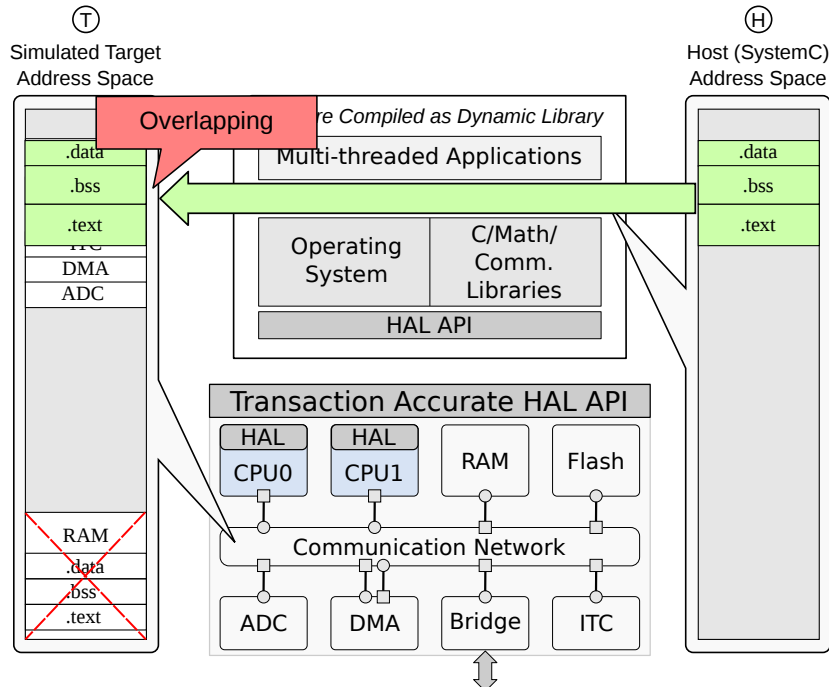 T
Simulated Target
Address Space
H
Host (SystemC)
Address Space
Overlapping
re Compiled as Dynamic Library
Multi-threaded Applications
Operating
System
C/Math/
Comm.
Libraries
HAL API
.data
.bss
.text
ITC
DMA
ADC
RAM
.data
.bss
.text
.data
.bss
.text
Transaction Accurate HAL API
HAL
CPU0
HAL
CPU1
RAM
Flash
Communication Network
ADC
DMA
Bridge
ITC